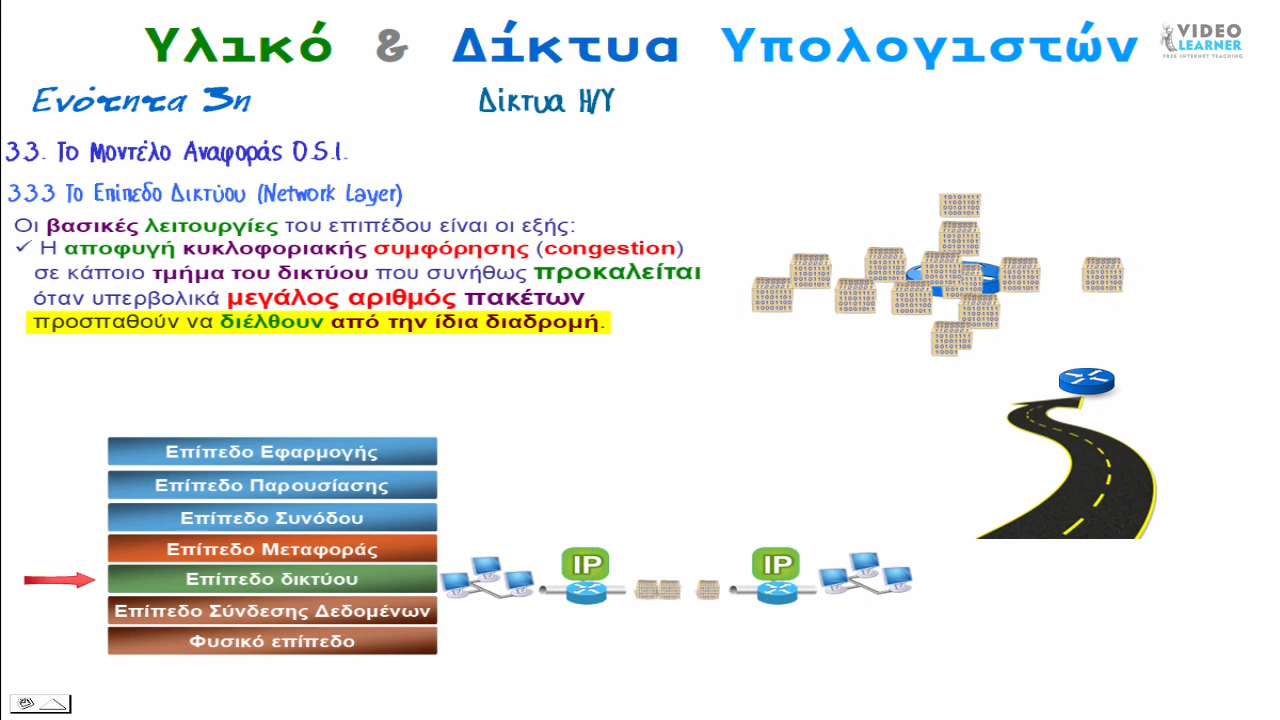 Υλικό & Δίκτυα Υπολογιστών
VIDEO
LEARNER
FREE INTERNET TEACHING
Ενότητα 3η
Δίκτυα Η/Υ
3.3. Το Μοντέλο Αναφοράς O.S.I.
3.3.3 Το Επίπεδο Δικτύου (Network Layer)
Οι βασικές λειτουργίες του επιπέδου είναι οι εξής:
✓ Η αποφυγή κυκλοφοριακής συμφόρησης (congestion)
σε κάποιο τμήμα του δικτύου που συνήθως προκαλείται
όταν υπερβολικά μεγάλος αριθμός πακέτων
προσπαθούν να διέλθουν από την ίδια διαδρομή.
Επίπεδο Εφαρμογής
Επίπεδο Παρουσίασης
Επίπεδο Συνόδου
Επίπεδο Μεταφοράς
Επίπεδο δικτύου
Επίπεδο Σύνδεσης Δεδομένων
Φυσικό επίπεδο
IP
IP